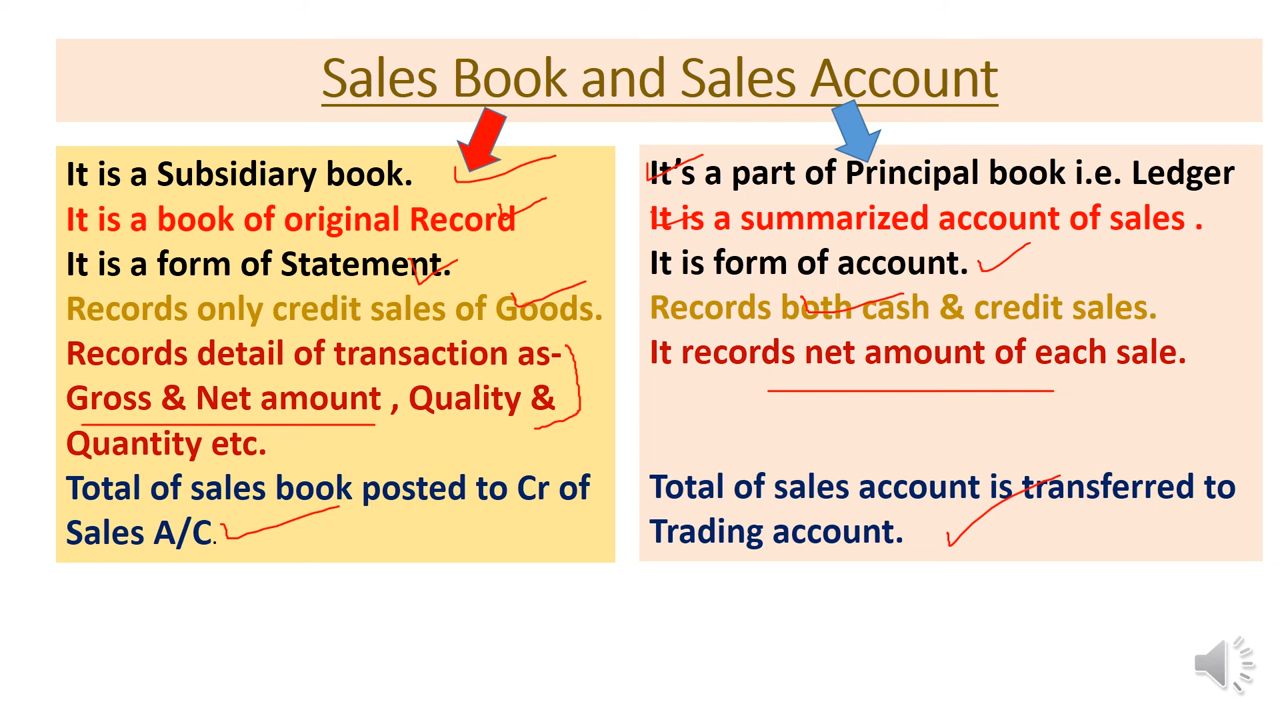 Sales Book and Sales Account
It is a Subsidiary book.
It is a book of original Record
It is a form of Statement.
Records only credit sales of Goods.
Records detail of transaction as-
Gross & Net amount , Quality &
Quantity etc.
Total of sales book posted to Cr of
Sales A/C.
It's a part of Principal book i.e. Ledger
It is a summarized account of sales .
It is form of account.
Records both cash & credit sales.
It records net amount of each sale.
Total of sales account is transferred to
Trading account.